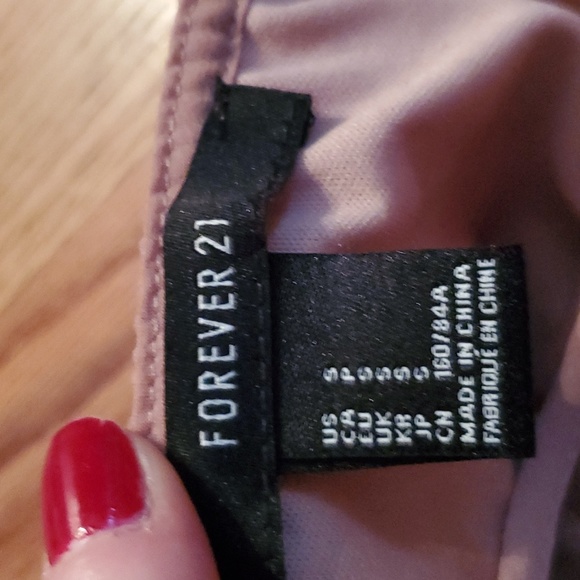 FOREVER 21
US S
CA P
EU S
UK S
KR S
JP S
CN 160/84A
MADE IN CHINA
FABRIQUÉ EN CHINE